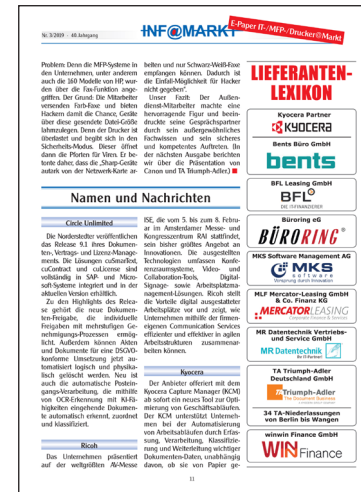 Nr. 3/2019 · 40. Jahrgang
INF@MARKT
E-Paper IT-/MFP-/Drucker@Markt
Problem: Denn die MFP-Systeme in
den Unternehmen, unter anderem
auch die 160 Modelle von HP, wur-
den über die Fax-Funktion ange-
griffen. Der Grund: Die Mitarbeiter
versenden Farb-Faxe und bieten
Hackern damit die Chance, Geräte
über diese gesendete Datei-Größe
lahmzulegen. Denn der Drucker ist
überlastet und begibt sich in den
Sicherheits-Modus. Dieser öffnet
dann die Pforten für Viren. Er be-
tonte daher, dass die „Sharp-Geräte
autark von der Netzwerk-Karte ar-
beiten und nur Schwarz-Weiß-Faxe
empfangen können. Dadurch ist
die Einfall-Möglichkeit für Hacker
nicht gegeben“.
Unser Fazit: Der Außen-
dienst-Mitarbeiter machte eine
hervorragende Figur und beein-
druckte seine Gesprächspartner
durch sein außergewöhnliches
Fachwissen und sein sicheres
und kompetentes Auftreten. (In
der nächsten Ausgabe berichten
wir über die Präsentation von
Canon und TA Triumph-Adler.)
Namen und Nachrichten
Circle Unlimited
Die Norderstedter veröffentlichen
das Release 9.1 ihres Dokumen-
ten-, Vertrags- und Lizenz-Manage-
ments. Die Lösungen cuSmarText,
cuContract und cuLicense sind
vollständig in SAP- und Micro-
soft-Systeme integriert und in der
aktuellen Version erhältlich.
Zu den Highlights des Relea-
se gehört die neue Dokumen-
ten-Freigabe, die individuelle
Freigaben mit mehrstufigen Ge-
nehmigungs-Prozessen ermög-
licht. Außerdem können Akten
und Dokumente für eine DSGVO-
konforme Umsetzung jetzt au-
tomatisiert logisch und physika-
lisch gelöscht werden. Neu ist
auch die automatische Posteín-
gangs-Verarbeitung, die mithilfe
von OCR-Erkennung mit KI-Fä-
higkeiten eingehende Dokumen-
te automatisch erkennt, zuordnet
und klassifiziert.
Ricoh
Das Unternehmen präsentiert
auf der weltgrößten AV-Messe
ISE, die vom 5. bis zum 8. Febru-
ar im Amsterdamer Messe- und
Kongresszentrum RAI stattfindet,
sein bisher größtes Angebot an
Innovationen. Die ausgestellten
Technologien umfassen Konfe-
renzraumsysteme, Video- und
Collaboration-Tools, Digital-
Signage- sowie Arbeitsplatzma-
nagement-Lösungen. Ricoh stellt
die Vorteile digital ausgestatteter
Arbeitsplätze vor und zeigt, wie
Unternehmen mithilfe der firmen-
eigenen Communication Services
effizienter und effektiver in agilen
Arbeitsstrukturen zusammenar-
beiten können.
Kyocera
Der Anbieter offeriert mit dem
Kyocera Capture Manager (KCM)
ab sofort ein neues Tool zur Opti-
mierung von Geschäftsabläufen.
Der KCM unterstützt Unterneh-
men bei der Automatisierung
von Arbeitsabläufen durch Erfas-
sung, Verarbeitung, Klassifizie-
rung und Weiterleitung wichtiger
Dokumenten-Daten, unabhängig
davon, ob sie von Papier ge-
LIEFERANTEN-
LEXIKON
Kyocera Partner
KYOCERA
Bents Büro GmbH
bents
BFL Leasing GmbH
BFL
DIE IT-FINANZIERER
Büroring eG
BÜRORING
MKS Software Management AG
MKS
software
Versprung durch Innovation
MLF Mercator-Leasing GmbH
& Co. Finanz KG
MERCATORLEASING
MR Datentechnik Vertriebs-
und Service GmbH
MR Datentechnik
Ihr IT-Partner!
TA Triumph-Adler
Deutschland GmbH
TA Triumph-Adler
The Document Business
34 TA-Niederlassungen
von Berlin bis Wangen
winwin Finance GmbH
WIN Finance
11